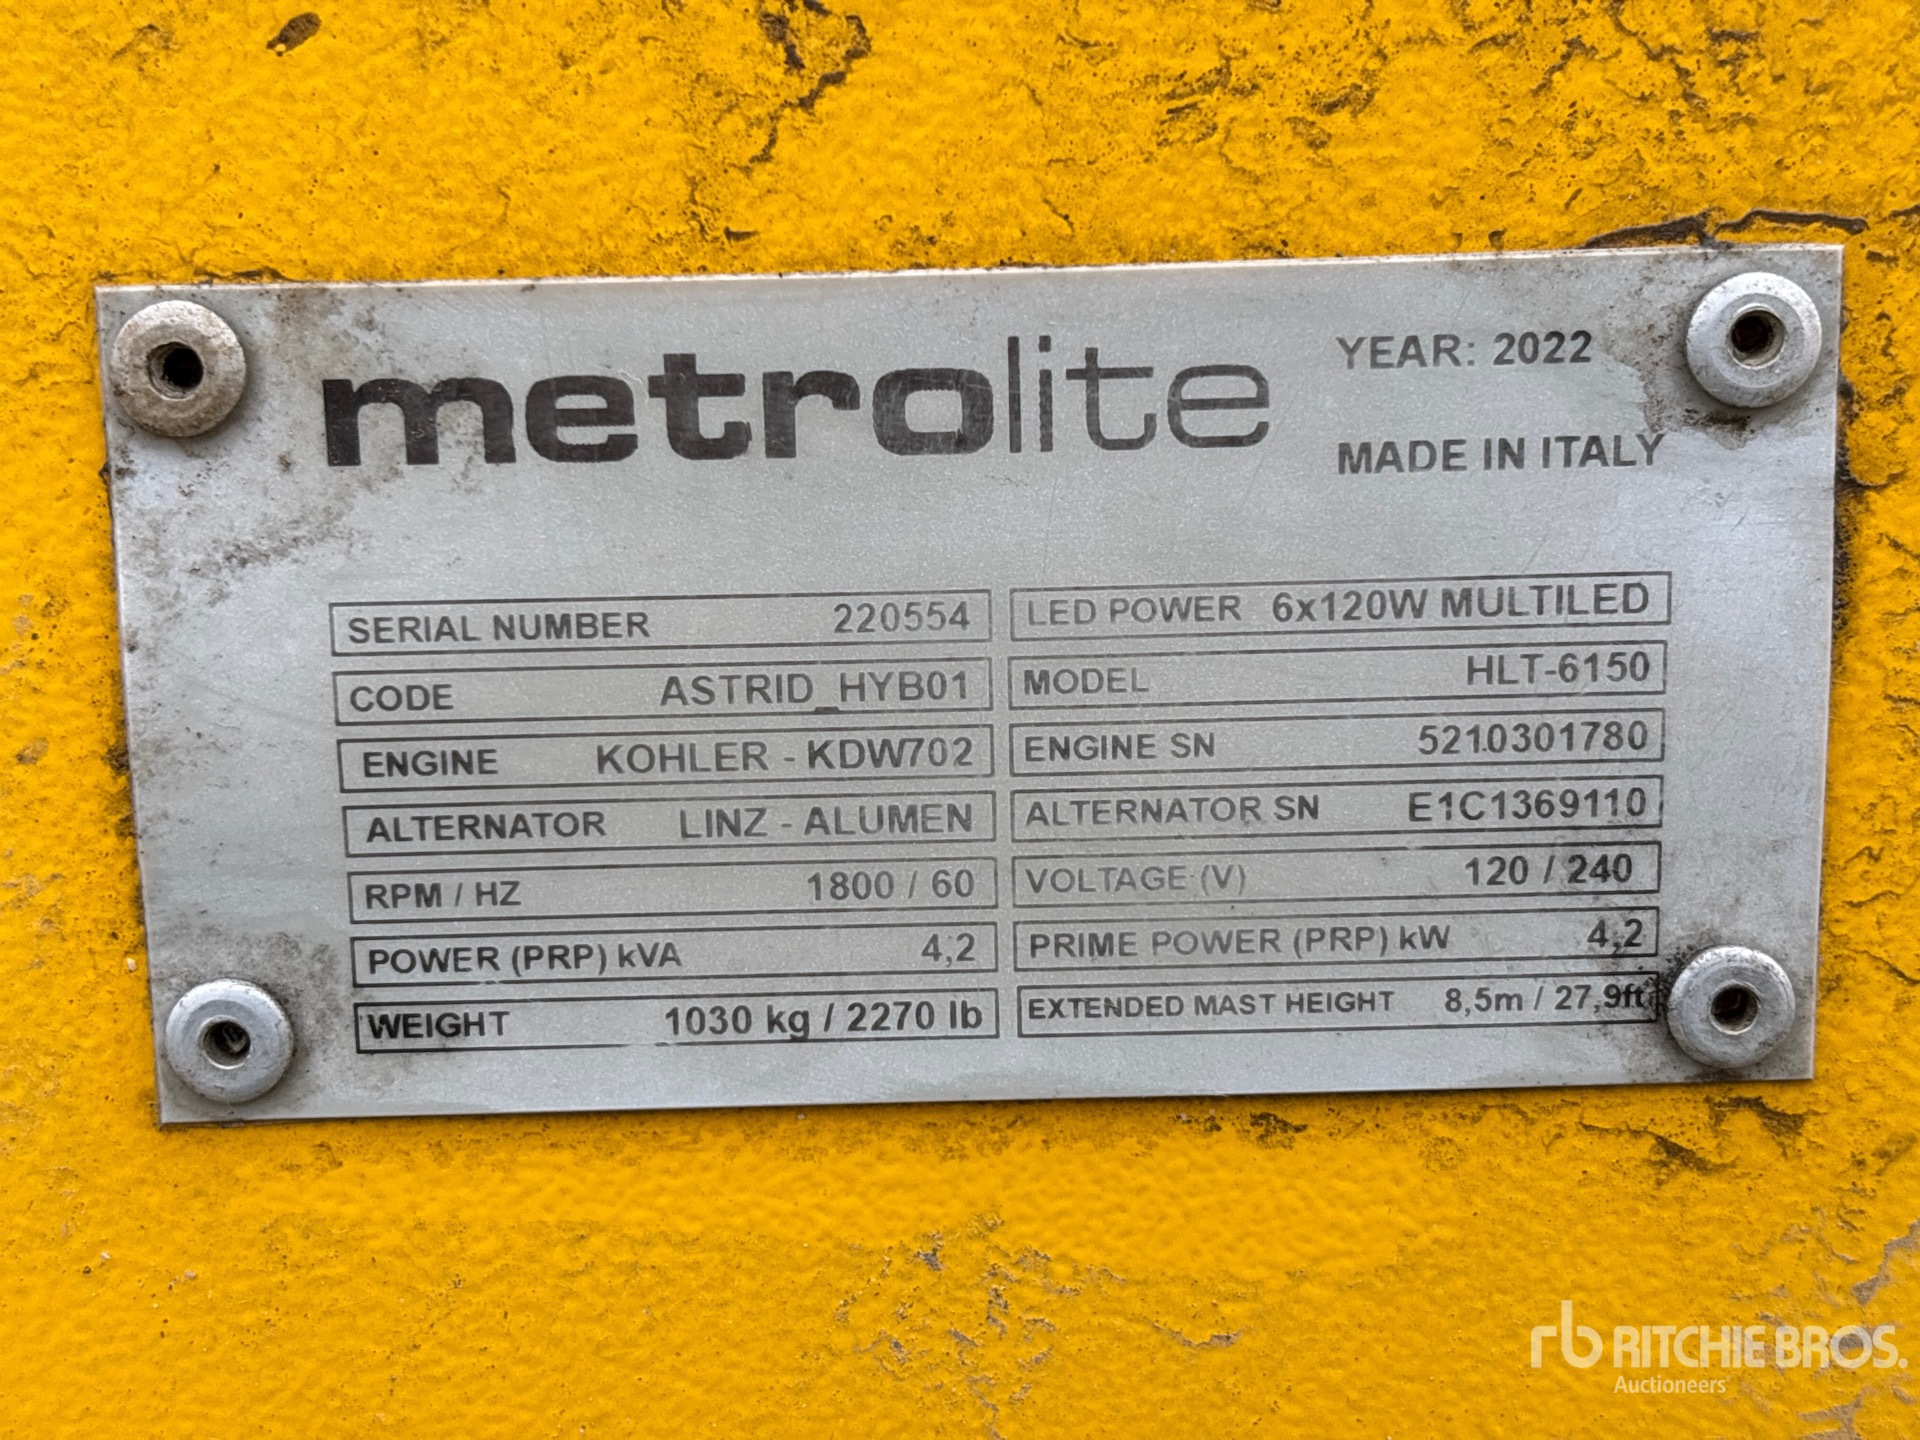 metrolite YEAR: 2022
MADE IN ITALY
SERIAL NUMBER 220554 LED POWER 6x120W MULTILED
CODE ASTRID_HYB01 MODEL HLT-6150
ENGINE KOHLER - KDW702 ENGINE SN 5210301780
ALTERNATOR LINZ - ALUMEN ALTERNATOR SN E1C1369110
RPM / HZ 1800 / 60 VOLTAGE (V) 120 / 240
POWER (PRP) kVA 4,2 PRIME POWER (PRP) kW 4,2
WEIGHT 1030 kg / 2270 lb EXTENDED MAST HEIGHT 8,5m / 27,9ft
rb RITCHIE BROS.
Auctioneers